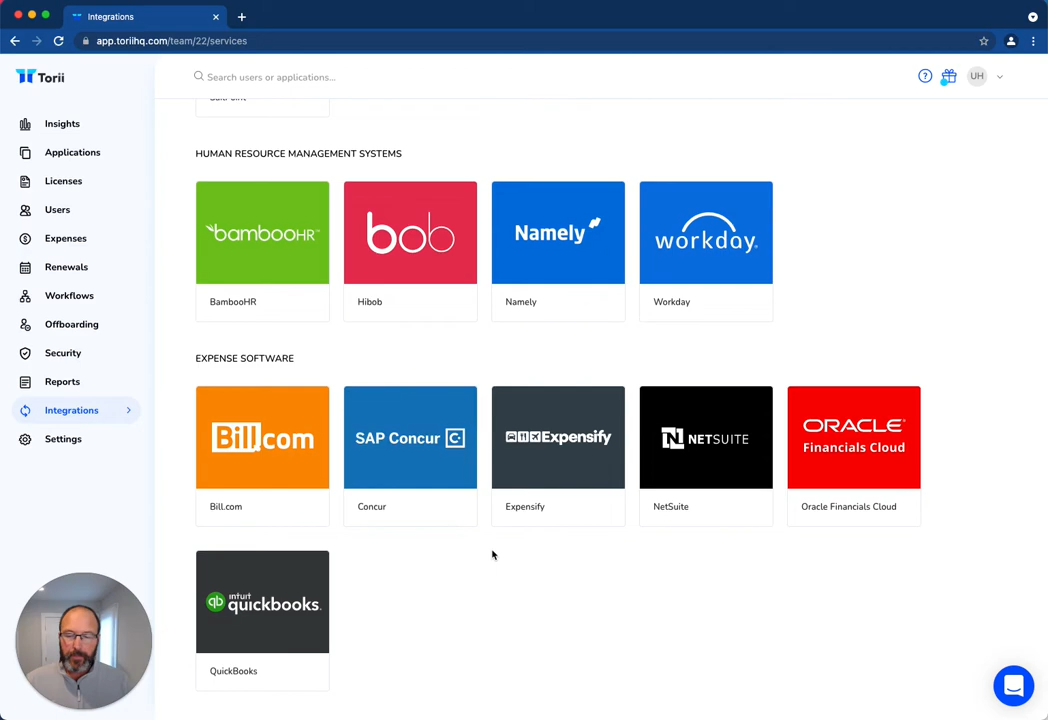 Integrations
app.toriihq.com/team/22/services
Torii
Search users or applications...
UH
Insights
Applications
Licenses
Users
Expenses
Renewals
Workflows
Offboarding
Security
Reports
Integrations
Settings
HUMAN RESOURCE MANAGEMENT SYSTEMS
bambooHR™
bob
Namely
workday.
BambooHR
Hibob
Namely
Workday
EXPENSE SOFTWARE
Bill.com
SAP Concur C
Expensify
N NETSUITE
ORACLE
Financials Cloud
Bill.com
Concur
Expensify
NetSuite
Oracle Financials Cloud
intuit
qb quickbooks.
QuickBooks